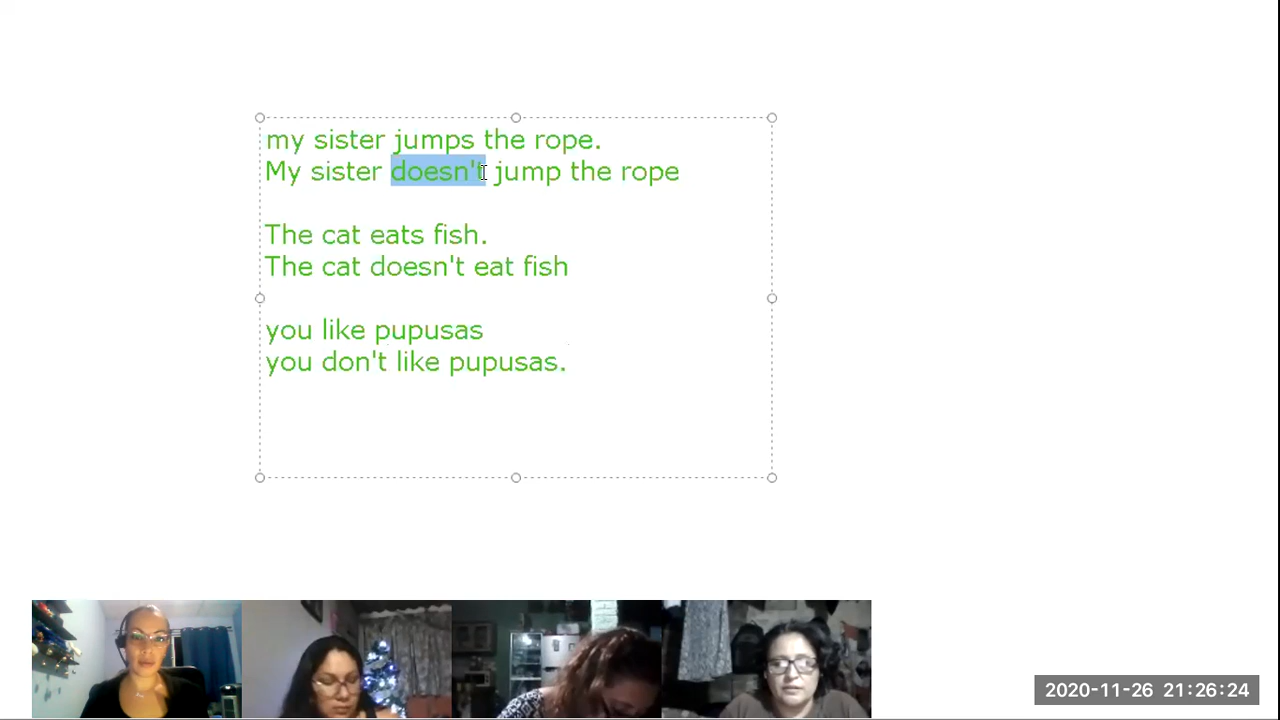 my sister jumps the rope.
My sister doesn't jump the rope
The cat eats fish.
The cat doesn't eat fish
you like pupusas
you don't like pupusas.
2020-11-26 21:26:24